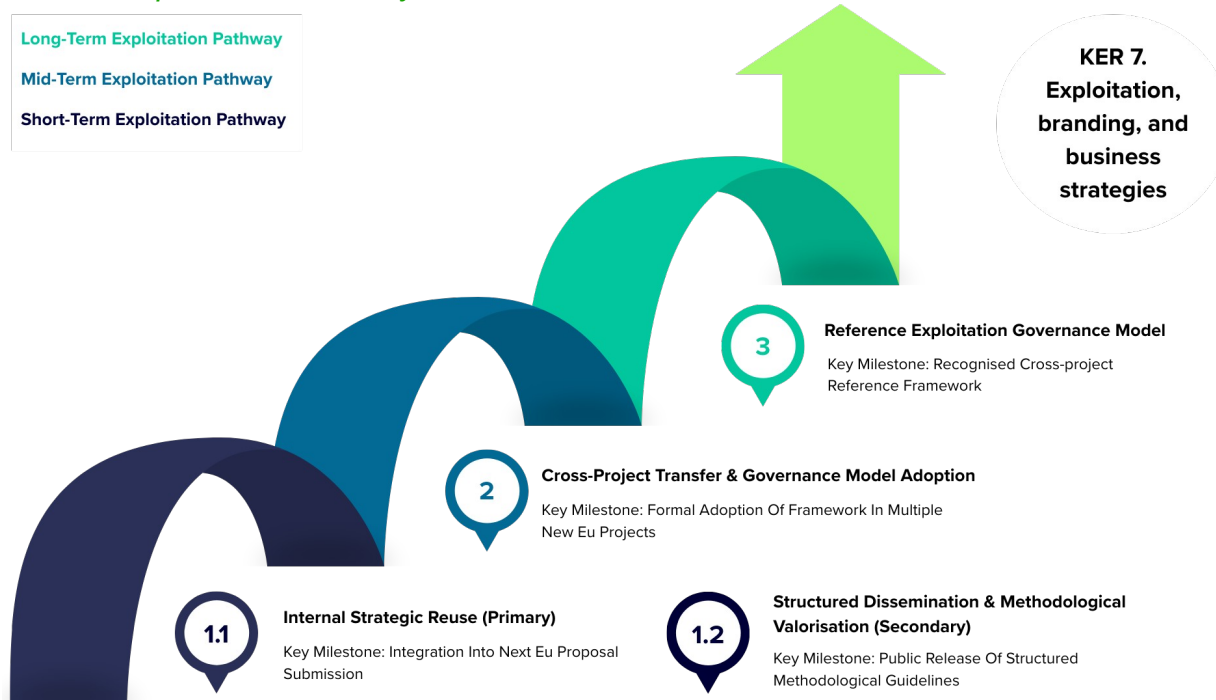 Long-Term Exploitation Pathway
Mid-Term Exploitation Pathway
Short-Term Exploitation Pathway
KER 7.
Exploitation,
branding, and
business
strategies
3
Reference Exploitation Governance Model
Key Milestone: Recognised Cross-project
Reference Framework
2
Cross-Project Transfer & Governance Model Adoption
Key Milestone: Formal Adoption Of Framework In Multiple
New Eu Projects
1.1
Internal Strategic Reuse (Primary)
Key Milestone: Integration Into Next Eu Proposal
Submission
1.2
Structured Dissemination & Methodological
Valorisation (Secondary)
Key Milestone: Public Release Of Structured
Methodological Guidelines